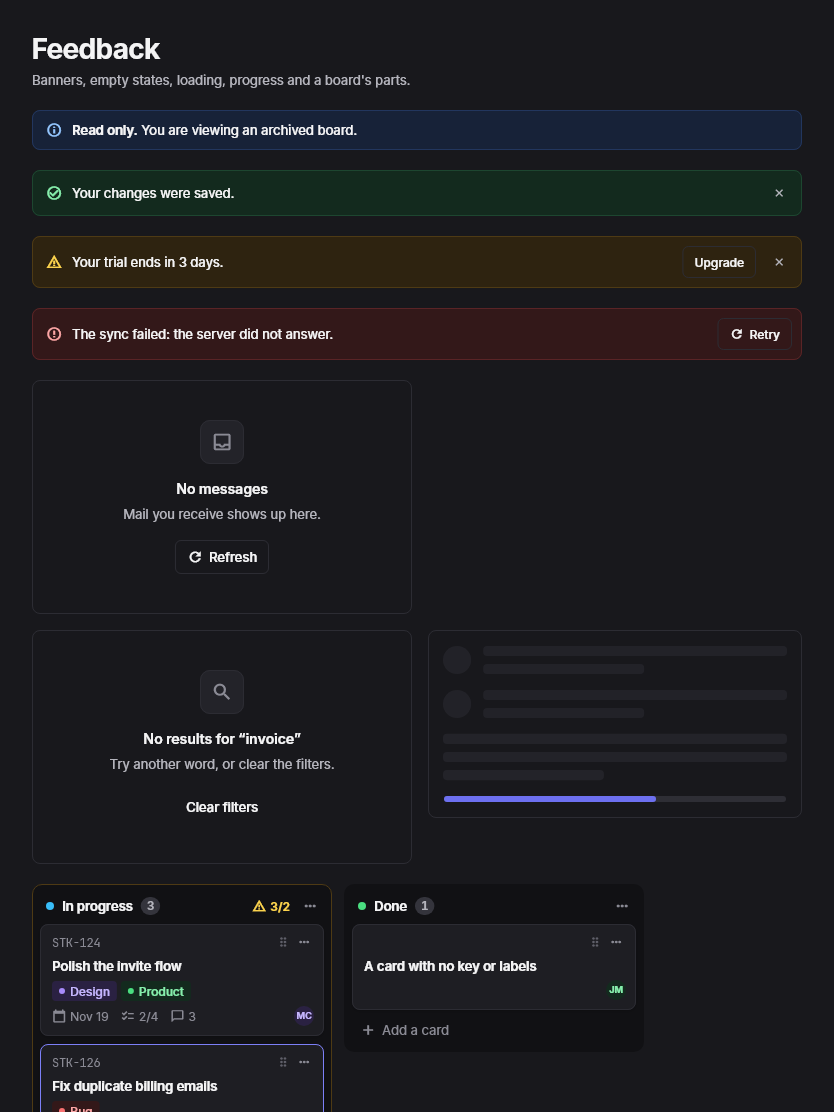 Feedback
Banners, empty states, loading, progress and a board's parts.
Read only. You are viewing an archived board.
Your changes were saved.
Your trial ends in 3 days.
Upgrade
The sync failed: the server did not answer.
Retry
No messages
Mail you receive shows up here.
Refresh
No results for “invoice”
Try another word, or clear the filters.
Clear filters
In progress 3
3/2
STK-124
Polish the invite flow
Design Product
Nov 19 2/4 3 MC
STK-126
Fix duplicate billing emails
Bug
Done 1
A card with no key or labels
JM
Add a card